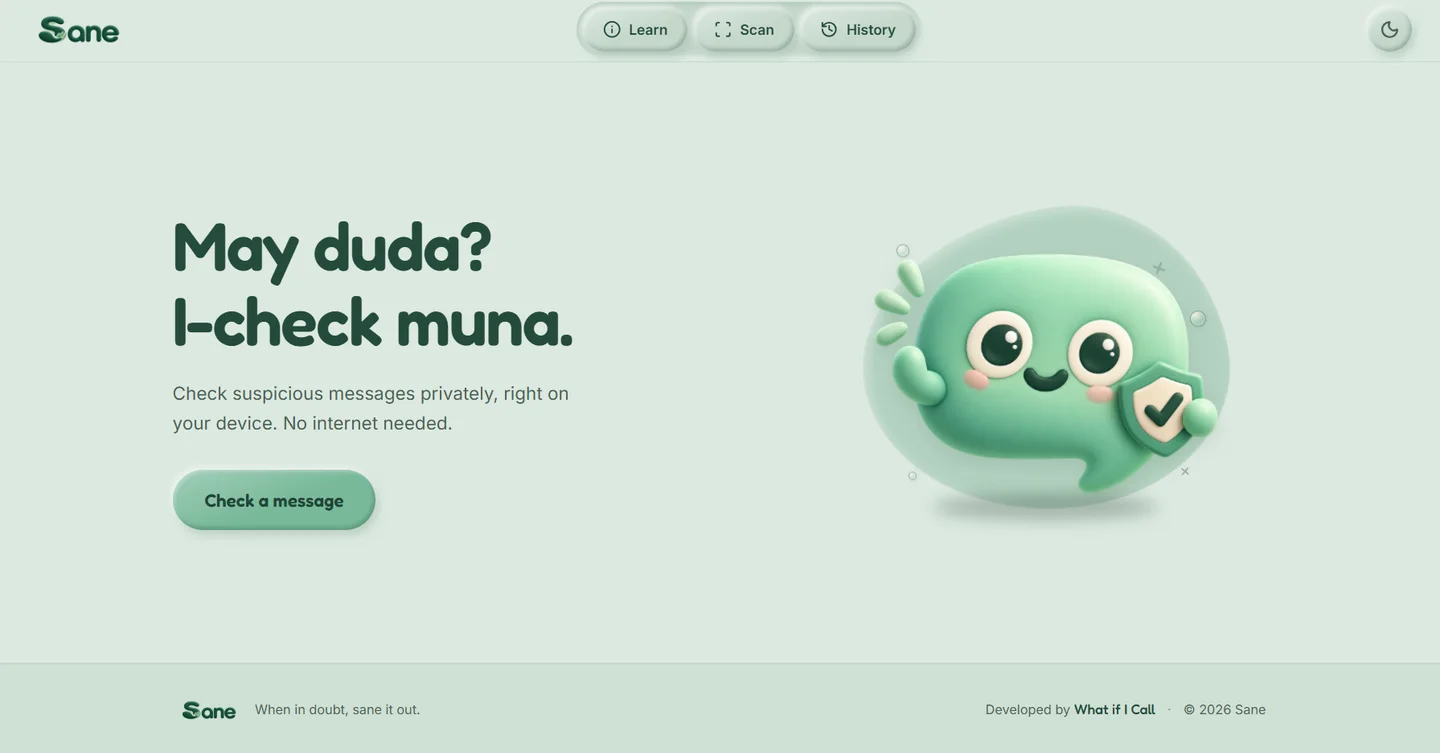 Sane
Learn
Scan
History
May duda?
I-check muna.
Check suspicious messages privately, right on
your device. No internet needed.
Check a message
Sane
When in doubt, sane it out.
Developed by What if I Call · © 2026 Sane